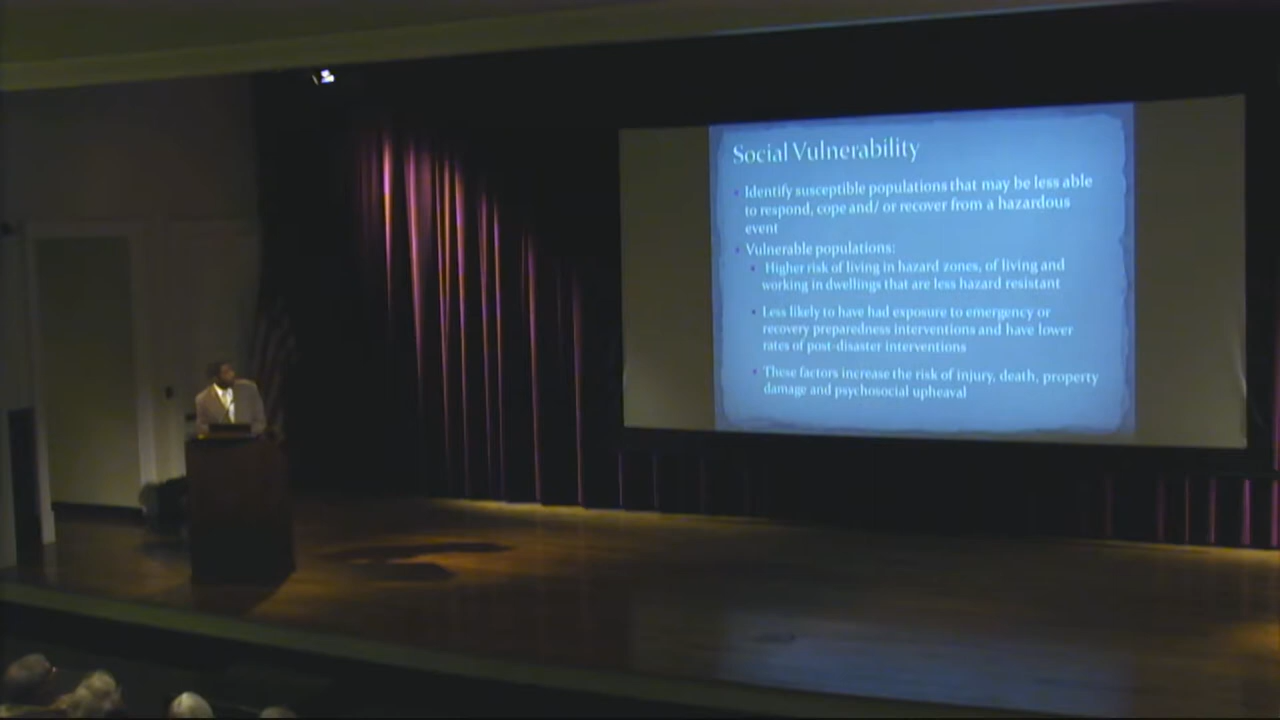 Social Vulnerability
Identify susceptible populations that may be less able
to respond, cope and/ or recover from a hazardous
event
Vulnerable populations:
Higher risk of living in hazard zones, of living and
working in dwellings that are less hazard resistant
Less likely to have had exposure to emergency or
recovery preparedness interventions and have lower
rates of post-disaster interventions
These factors increase the risk of injury, death, property
damage and psychosocial upheaval